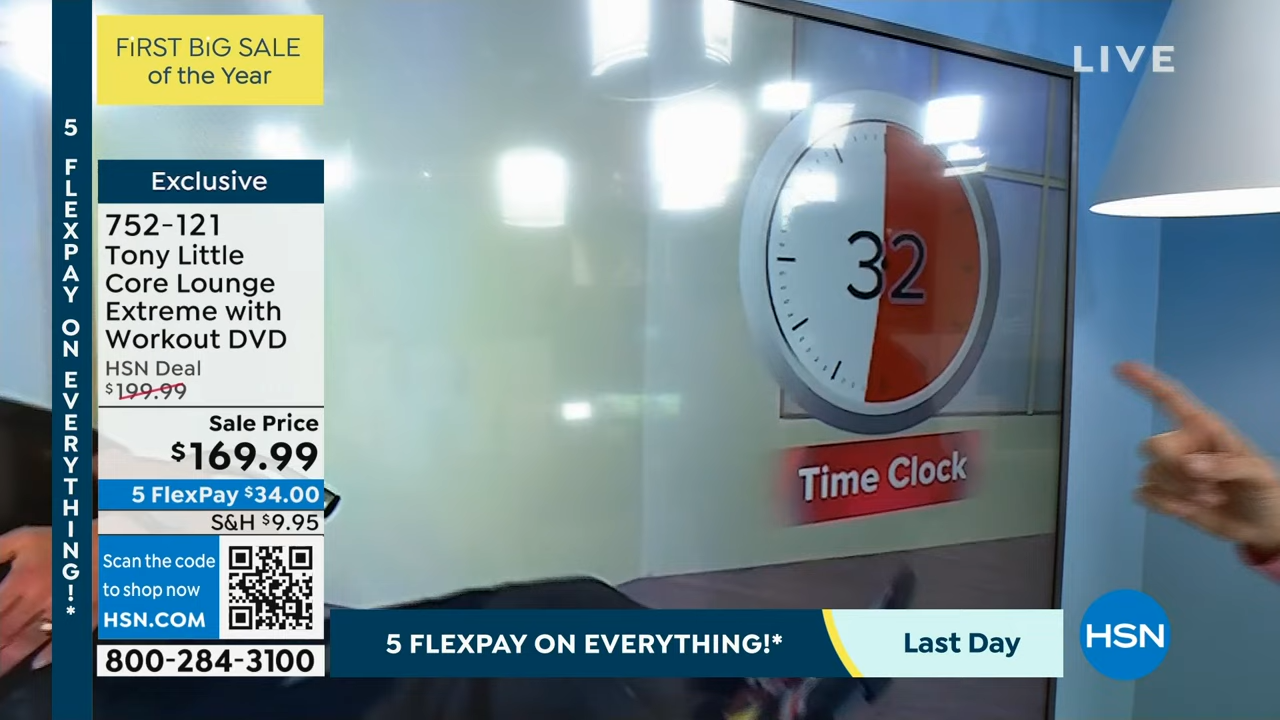 FiRST BiG SALE
of the Year
5 FLEXPAY ON EVERYTHING!*
Exclusive
752-121
Tony Little
Core Lounge
Extreme with
Workout DVD
HSN Deal
$199.99
Sale Price
$169.99
5 FlexPay $34.00
S&H $9.95
Scan the code
to shop now
HSN.COM
800-284-3100
LIVE
32
Time Clock
5 FLEXPAY ON EVERYTHING!*
Last Day
HSN